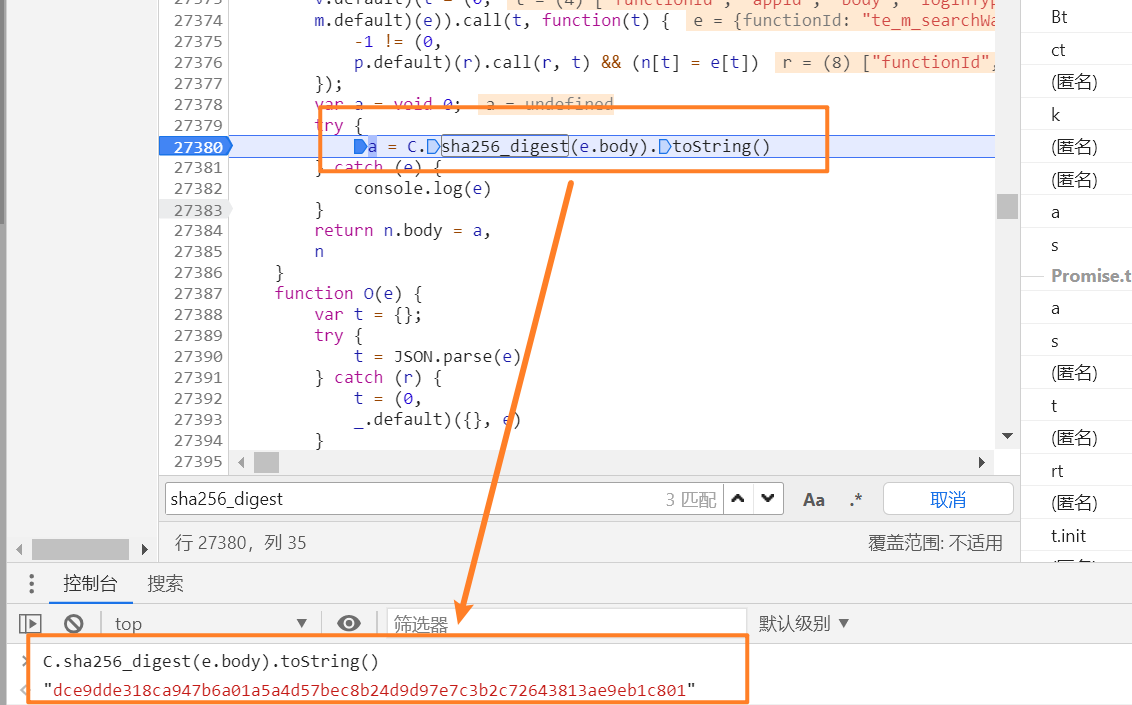 27373 v.default)(t = (0, t = (4) ["functionId", "appid", "body", "loginTyp
27374 m.default)(e)).call(t, function(t) { e = {functionId: "te_m_searchWa
27375 -1 != (0,
27376 p.default)(r).call(r, t) && (n[t] = e[t]) r = (8) ["functionId",
27377 });
27378 var a = void 0; a = undefined
27379 try {
27380 a = C.sha256_digest(e.body).toString()
27381 } catch (e) {
27382 console.log(e)
27383 }
27384 return n.body = a,
27385 n
27386 }
27387 function O(e) {
27388 var t = {};
27389 try {
27390 t = JSON.parse(e)
27391 } catch (r) {
27392 t = (0,
27393 _.default)({}, e)
27394 }
27395
sha256_digest 3 匹配 Aa .* 取消
行 27380，列 35 覆盖范围: 不适用
Bt
ct
(匿名)
k
(匿名)
(匿名)
a
s
Promise.t
a
s
(匿名)
t
(匿名)
rt
(匿名)
t.init
控制台 搜索
top 筛选器 默认级别
C.sha256_digest(e.body).toString()
"dce9dde318ca947b6a01a5a4d57bec8b24d9d97e7c3b2c72643813ae9eb1c801"